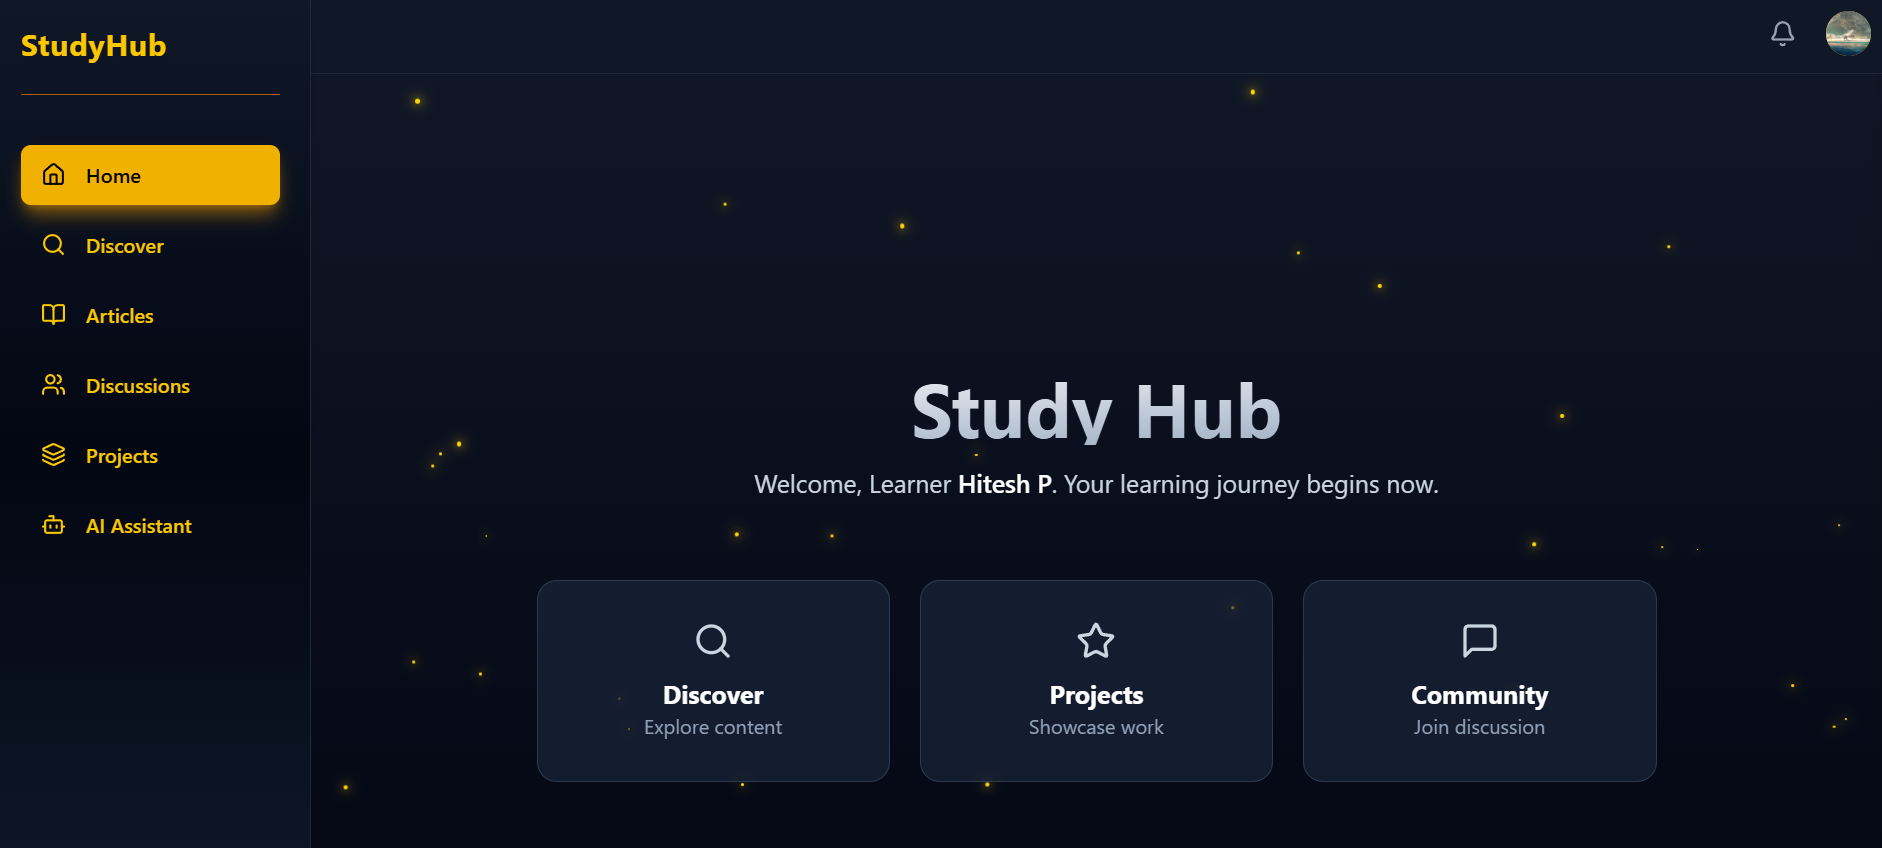 StudyHub
Home
Discover
Articles
Discussions
Projects
AI Assistant
Study Hub
Welcome, Learner Hitesh P. Your learning journey begins now.
Discover
Explore content
Projects
Showcase work
Community
Join discussion